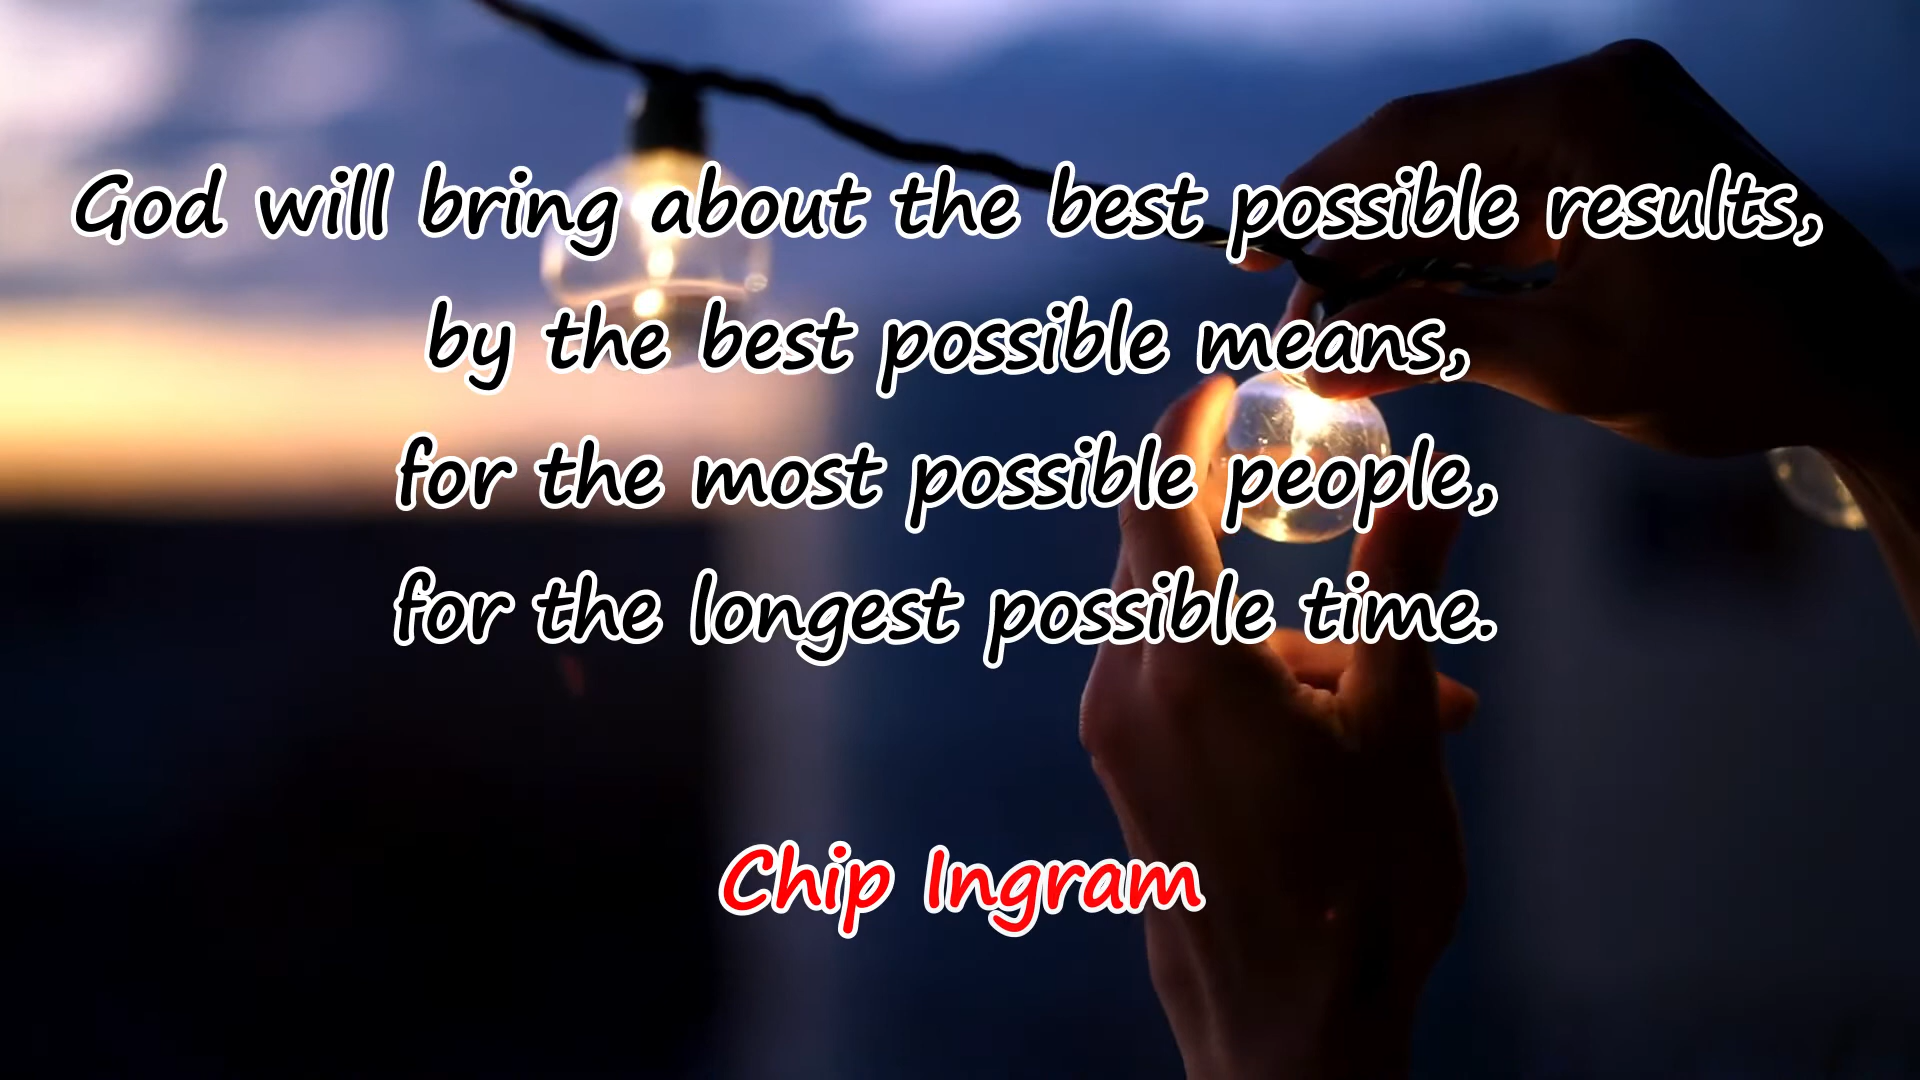 God will bring about the best possible results,
by the best possible means,
for the most possible people,
for the longest possible time.
Chip Ingram